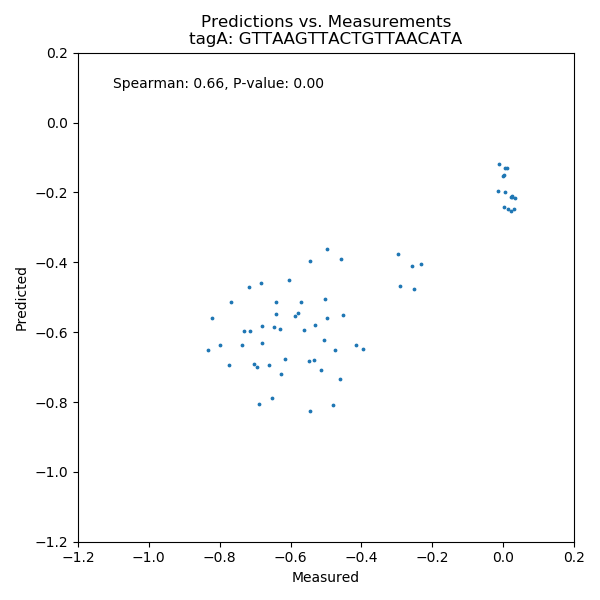 Predictions vs. Measurements
tagA: GTTAAGTTACTGTTAACATA
Spearman: 0.66, P-value: 0.00
0.2
0.0
−0.2
−0.4
−0.6
−0.8
−1.0
−1.2
Predicted
−1.2 −1.0 −0.8 −0.6 −0.4 −0.2 0.0 0.2
Measured